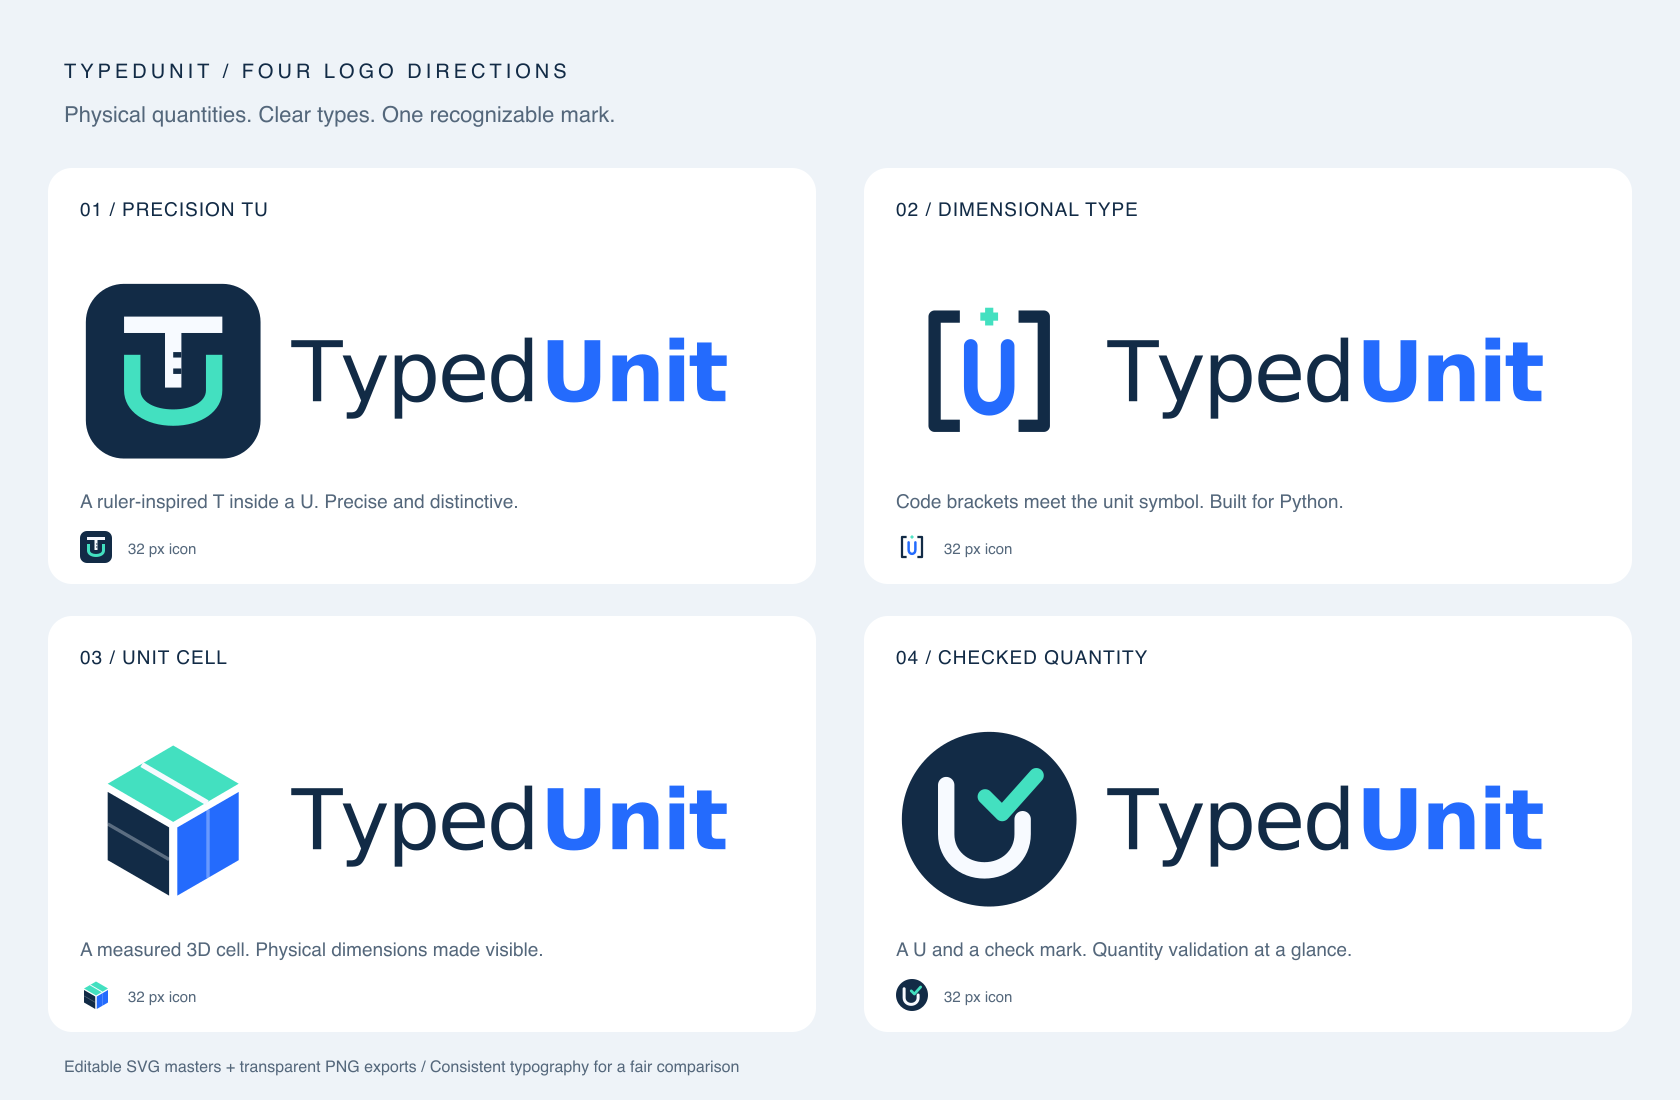 TYPEDUNIT / FOUR LOGO DIRECTIONS
Physical quantities. Clear types. One recognizable mark.
01 / PRECISION TU
TU TypedUnit
A ruler-inspired T inside a U. Precise and distinctive.
TU 32 px icon
02 / DIMENSIONAL TYPE
[U] TypedUnit
Code brackets meet the unit symbol. Built for Python.
[U] 32 px icon
03 / UNIT CELL
TypedUnit
A measured 3D cell. Physical dimensions made visible.
32 px icon
04 / CHECKED QUANTITY
U TypedUnit
A U and a check mark. Quantity validation at a glance.
U 32 px icon
Editable SVG masters + transparent PNG exports / Consistent typography for a fair comparison